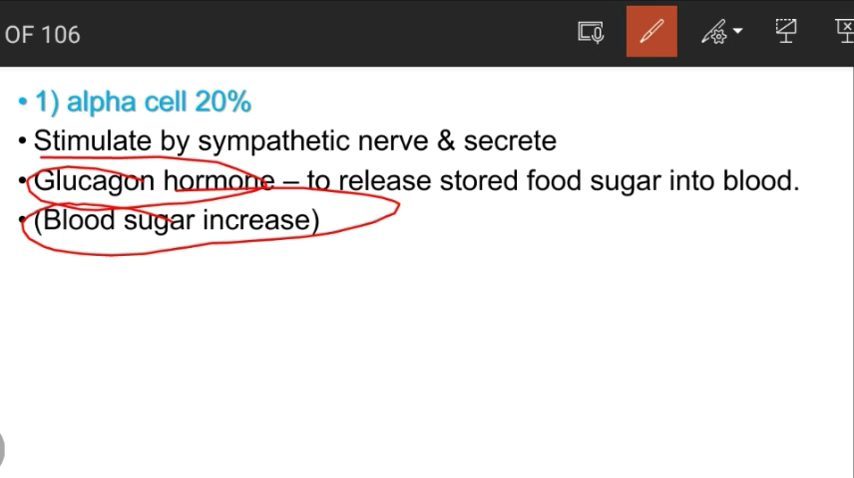 OF 106
• 1) alpha cell 20%
• Stimulate by sympathetic nerve & secrete
• Glucagon hormone – to release stored food sugar into blood.
• (Blood sugar increase)